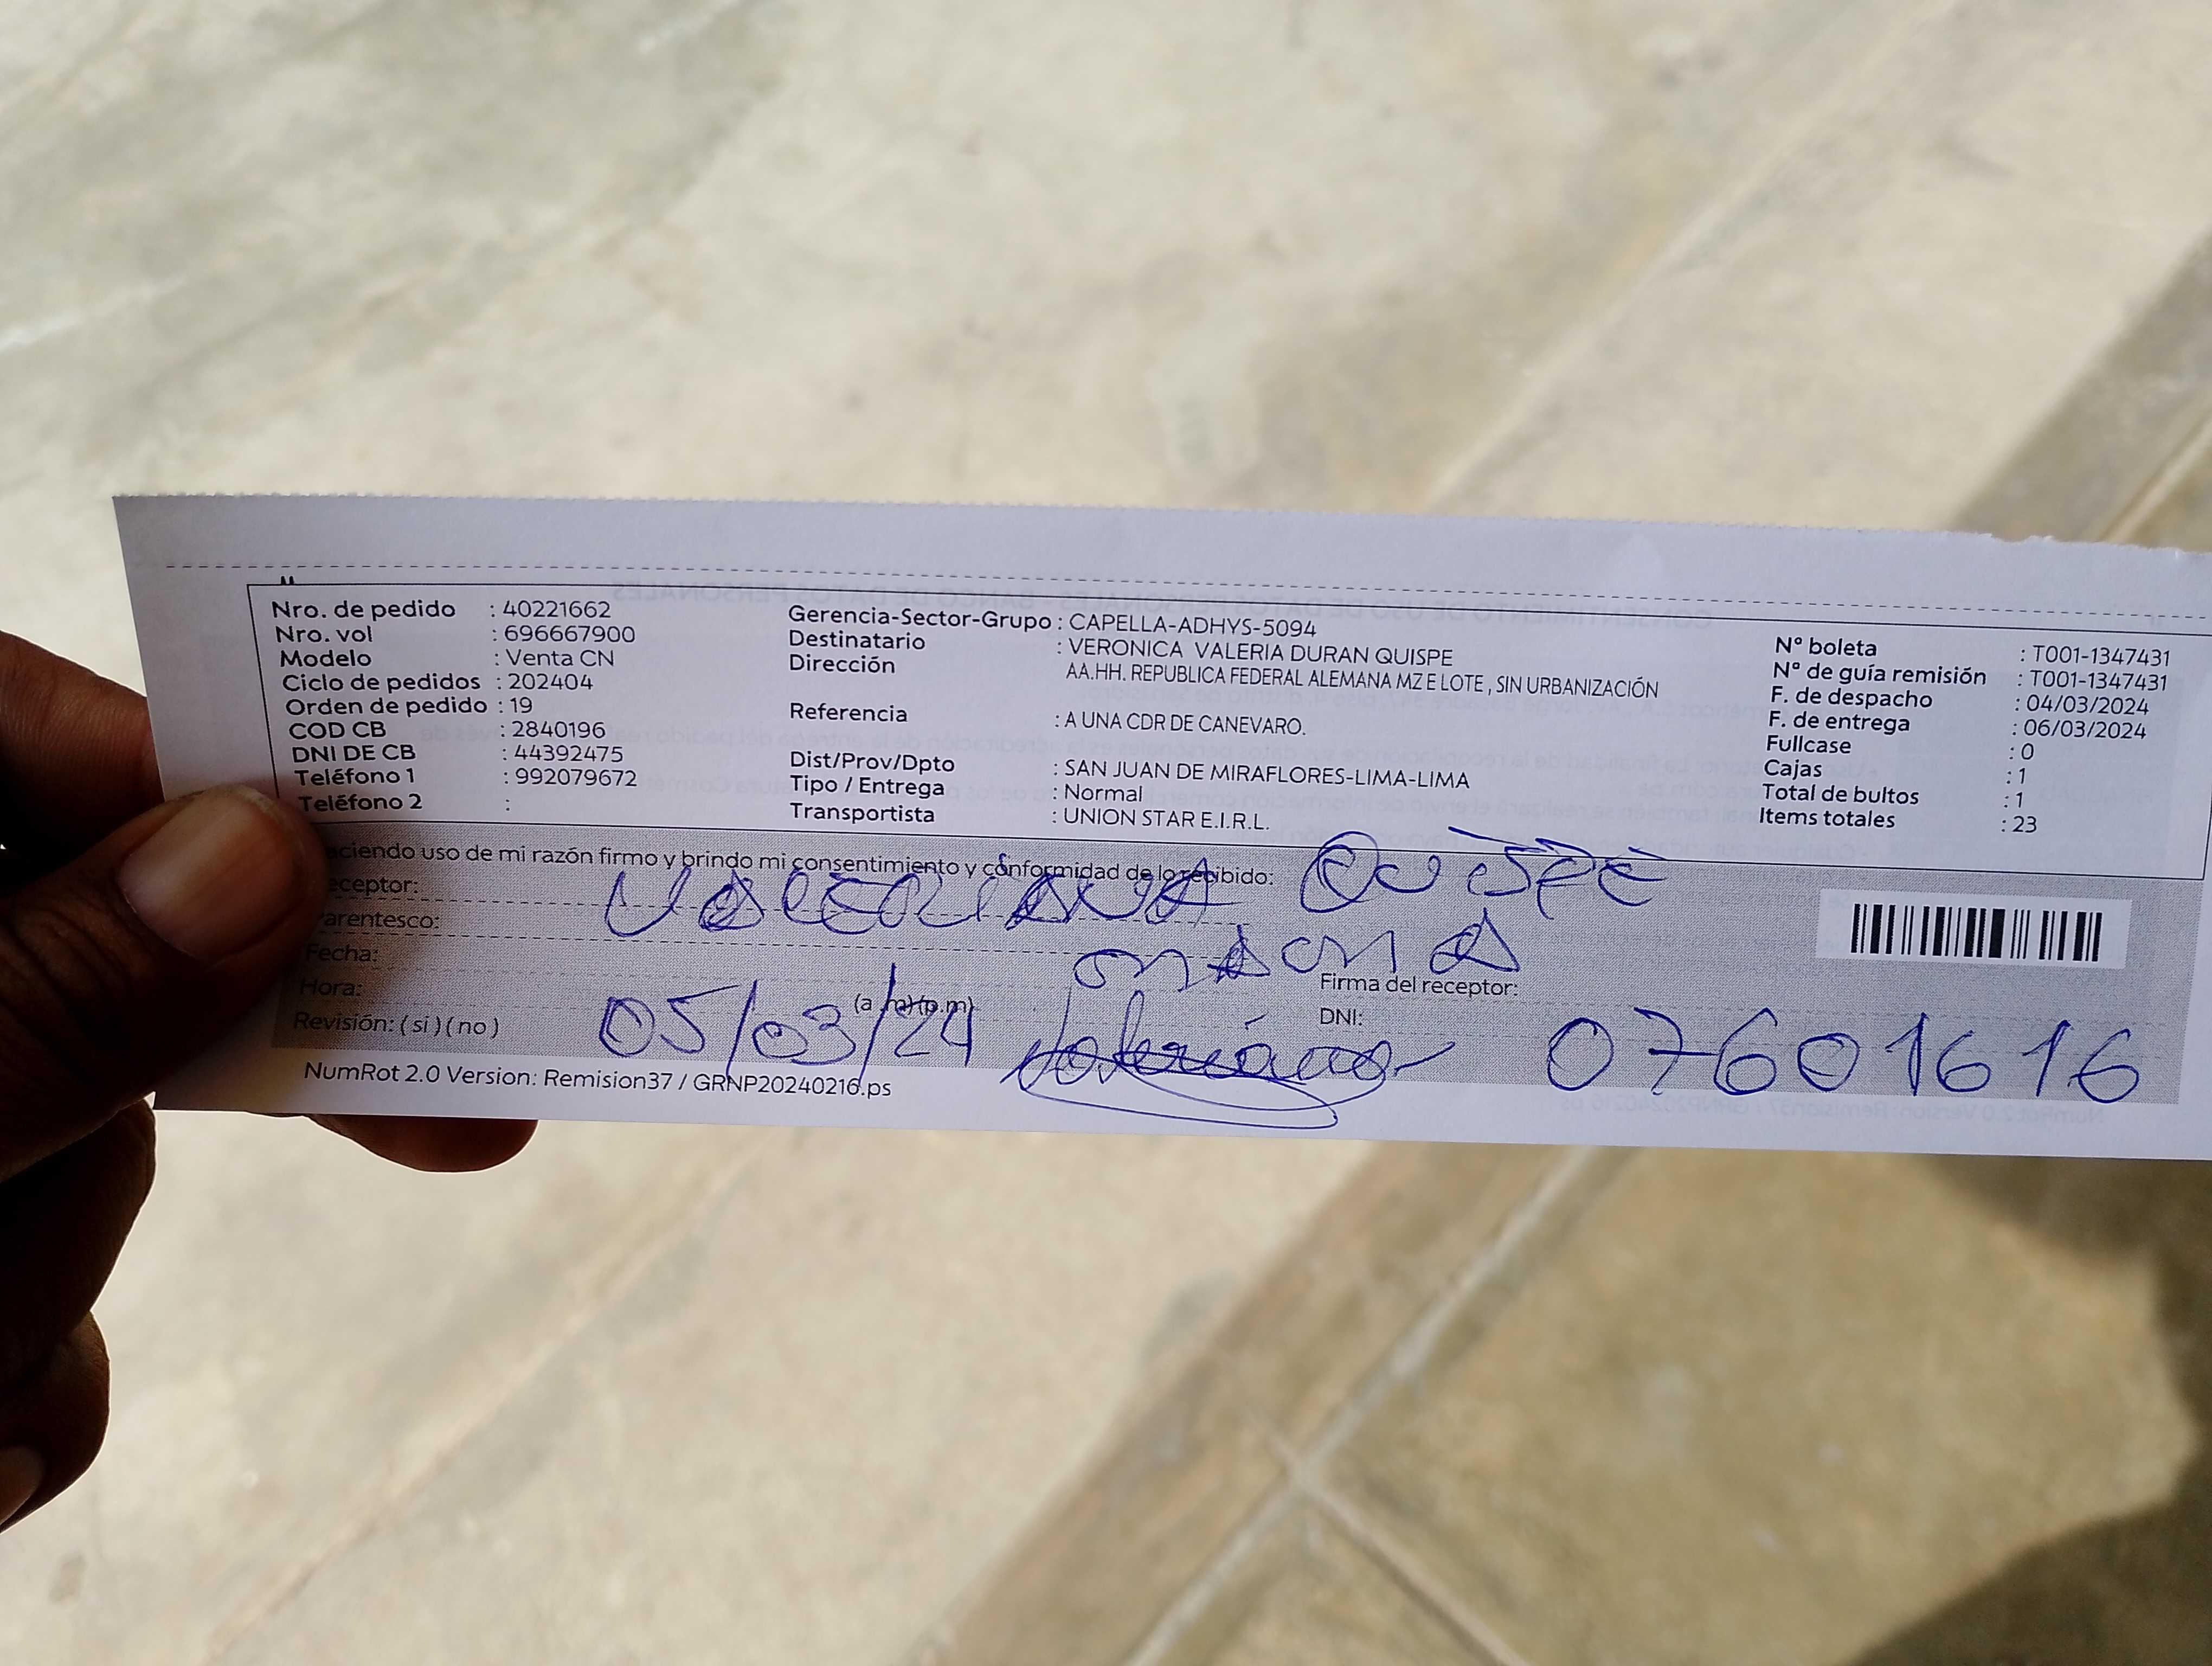 Nro. de pedido : 40221662
Nro. vol : 696667900
Modelo : Venta CN
Ciclo de pedidos : 202404
Orden de pedido : 19
COD CB : 2840196
DNI DE CB : 44392475
Teléfono 1 : 992079672
Teléfono 2 :
Gerencia-Sector-Grupo : CAPELLA-ADHYS-5094
Destinatario : VERONICA VALERIA DURAN QUISPE
Dirección AA.HH. REPUBLICA FEDERAL ALEMANA MZ E LOTE , SIN URBANIZACIÓN
Referencia : A UNA CDR DE CANEVARO.
Dist/Prov/Dpto : SAN JUAN DE MIRAFLORES-LIMA-LIMA
Tipo / Entrega : Normal
Transportista : UNION STAR E.I.R.L.
N° boleta : T001-1347431
N° de guía remisión : T001-1347431
F. de despacho : 04/03/2024
F. de entrega : 06/03/2024
Fullcase : 0
Cajas : 1
Total de bultos : 1
Items totales : 23
aciendo uso de mi razón firmo y brindo mi consentimiento y conformidad de lo recibido:
eceptor: QUISPE
arentesco:
Fecha:
Hora: (a.m)(p.m)
Revisión: ( si ) ( no ) 05/03/24
Firma del receptor:
DNI: 07601616
NumRot 2.0 Version: Remision37 / GRNP20240216.ps